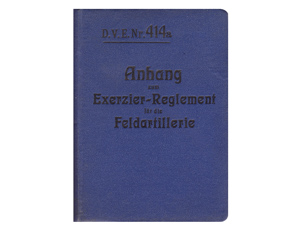 D.V.E. Nr. 414a.
Anhang
zum
Exerzier-Reglement
für die
Feldartillerie